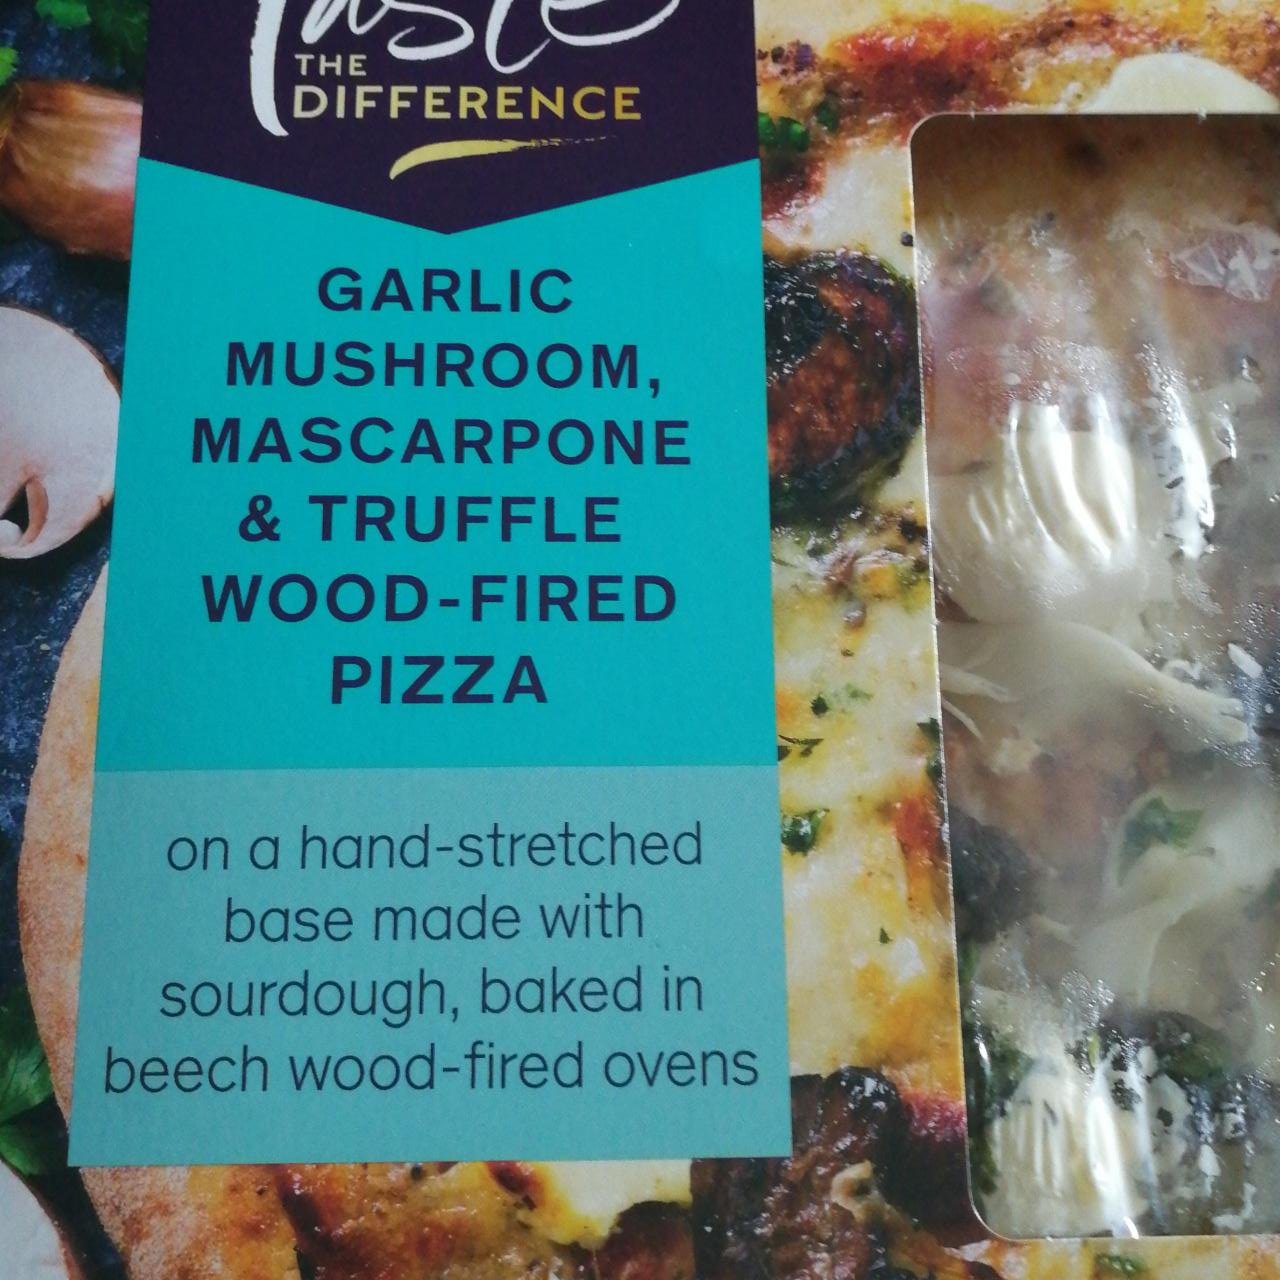 Taste
THE
DIFFERENCE
GARLIC
MUSHROOM,
MASCARPONE
& TRUFFLE
WOOD-FIRED
PIZZA
on a hand-stretched
base made with
sourdough, baked in
beech wood-fired ovens